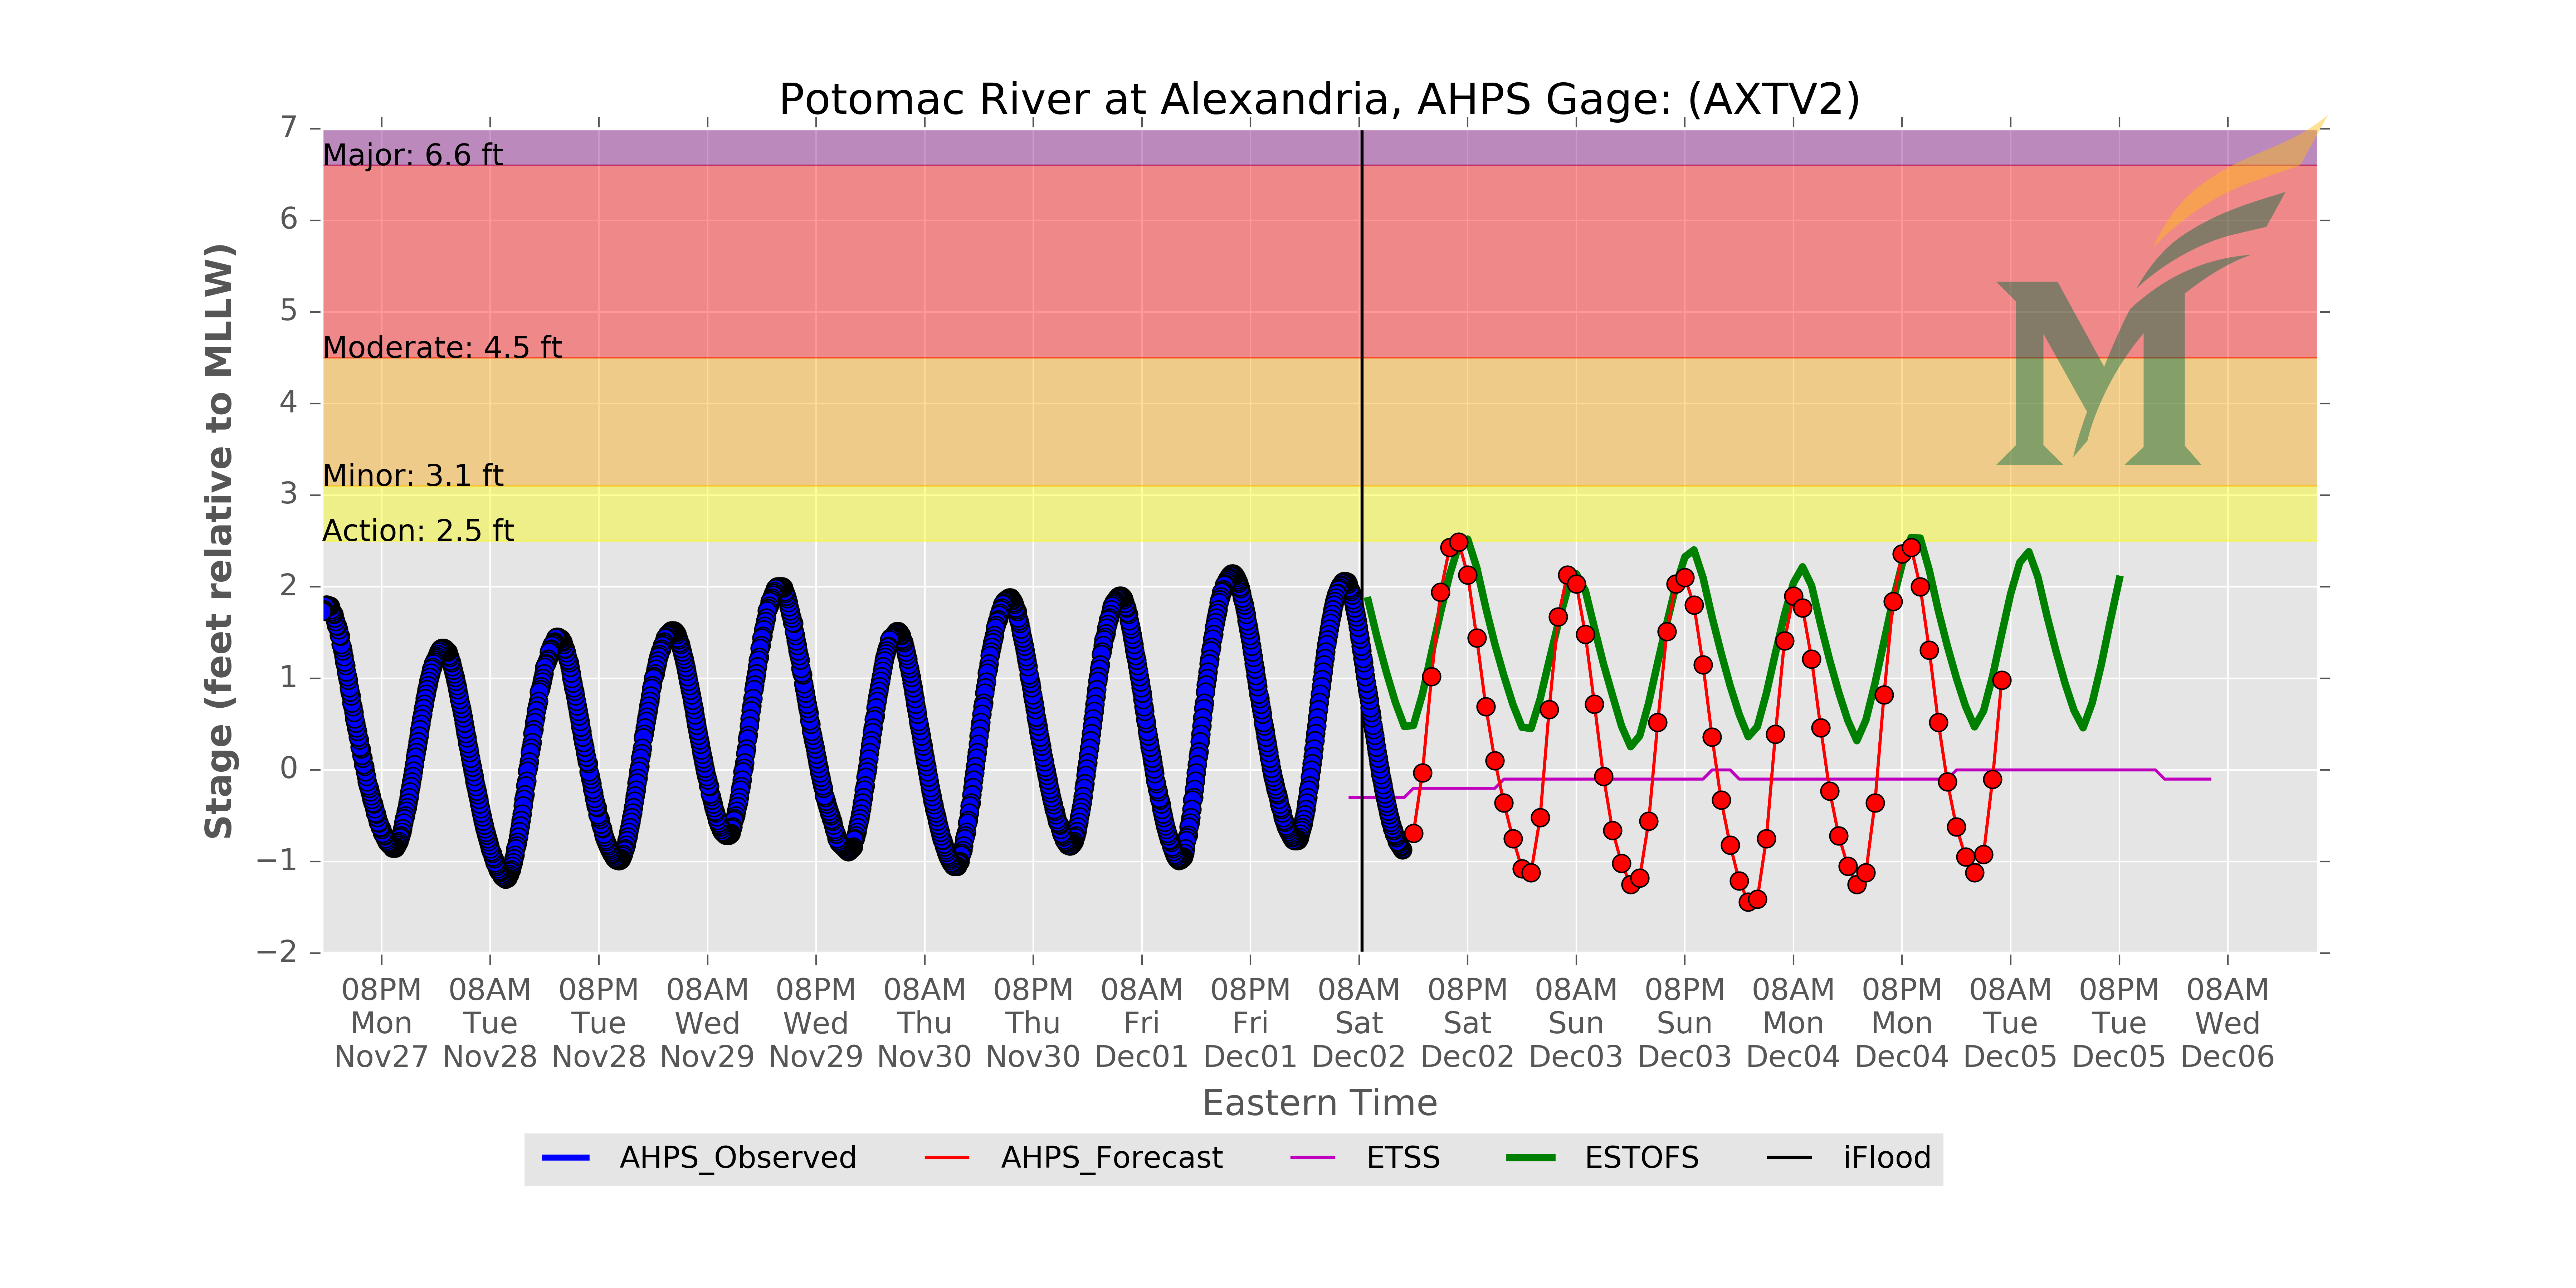 Potomac River at Alexandria, AHPS Gage: (AXTV2)
Stage (feet relative to MLLW)
7
6
5
4
3
2
1
0
−1
−2
Major: 6.6 ft
Moderate: 4.5 ft
Minor: 3.1 ft
Action: 2.5 ft
M
08PM 08AM 08PM 08AM 08PM 08AM 08PM 08AM 08PM 08AM 08PM 08AM 08PM 08AM 08PM 08AM 08PM 08AM
Mon Tue Tue Wed Wed Thu Thu Fri Fri Sat Sat Sun Sun Mon Mon Tue Tue Wed
Nov27 Nov28 Nov28 Nov29 Nov29 Nov30 Nov30 Dec01 Dec01 Dec02 Dec02 Dec03 Dec03 Dec04 Dec04 Dec05 Dec05 Dec06
Eastern Time
AHPS_Observed AHPS_Forecast ETSS ESTOFS iFlood